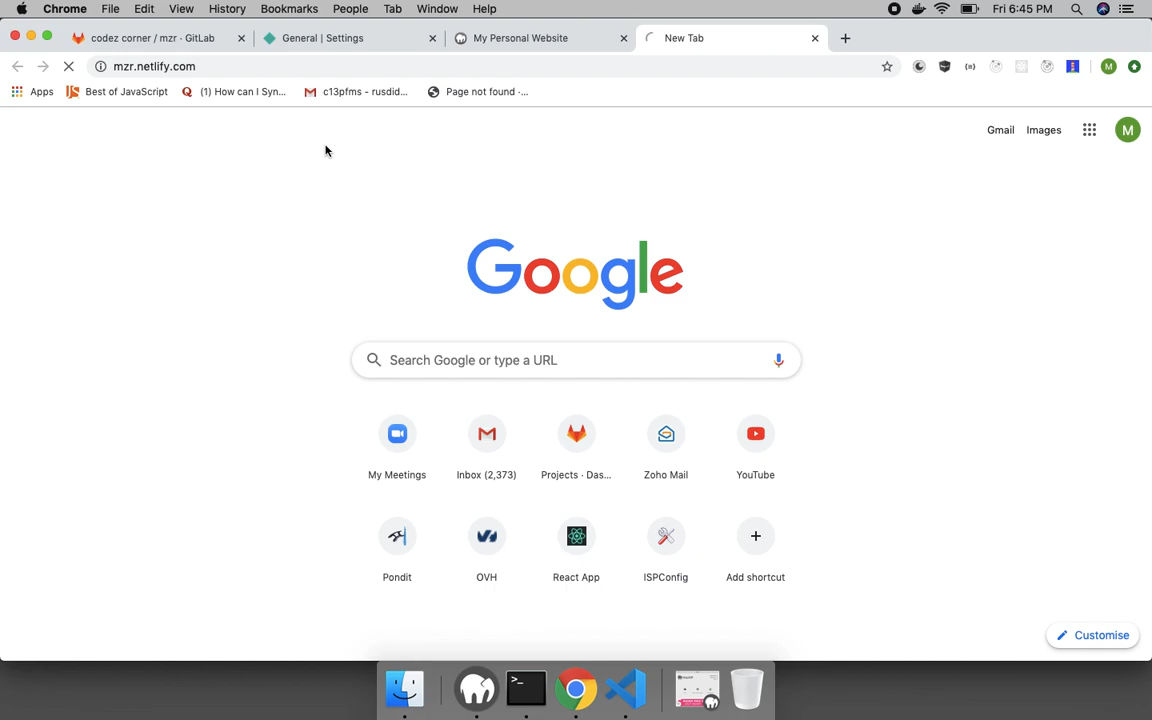 Chrome File Edit View History Bookmarks People Tab Window Help Fri 6:45 PM
codez corner / mzr · GitLab General | Settings My Personal Website New Tab
mzr.netlify.com M
Apps Best of JavaScript (1) How can I Syn... c13pfms - rusdid... Page not found ·...
Gmail Images M
Google
Search Google or type a URL
My Meetings Inbox (2,373) Projects · Das... Zoho Mail YouTube
Pondit OVH React App ISPConfig Add shortcut
Customise